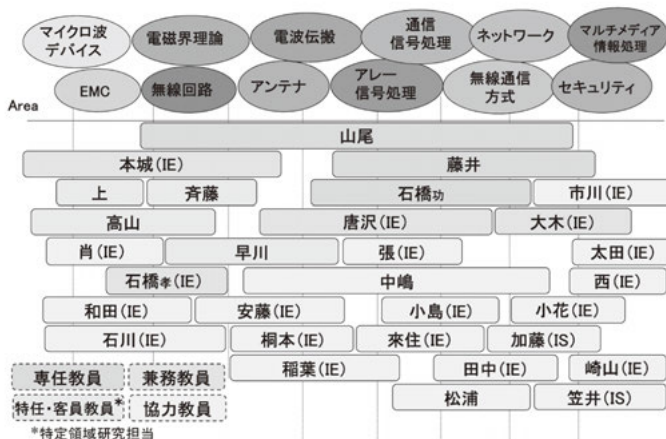 マイクロ波
デバイス
電磁界理論
電波伝搬
通信
信号処理
ネットワーク
マルチメディア
情報処理
EMC
無線回路
アンテナ
アレー
信号処理
無線通信
方式
セキュリティ
Area
山尾
本城(IE)
藤井
上
斉藤
石橋功
市川(IE)
高山
唐沢(IE)
大木(IE)
肖(IE)
早川
張(IE)
太田(IE)
石橋孝(IE)
中嶋
西(IE)
和田(IE)
安藤(IE)
小島(IE)
小花(IE)
石川(IE)
桐本(IE)
來住(IE)
加藤(IS)
専任教員
兼務教員
稲葉(IE)
田中(IE)
崎山(IE)
特任・客員教員*
協力教員
松浦
笠井(IS)
*特定領域研究担当